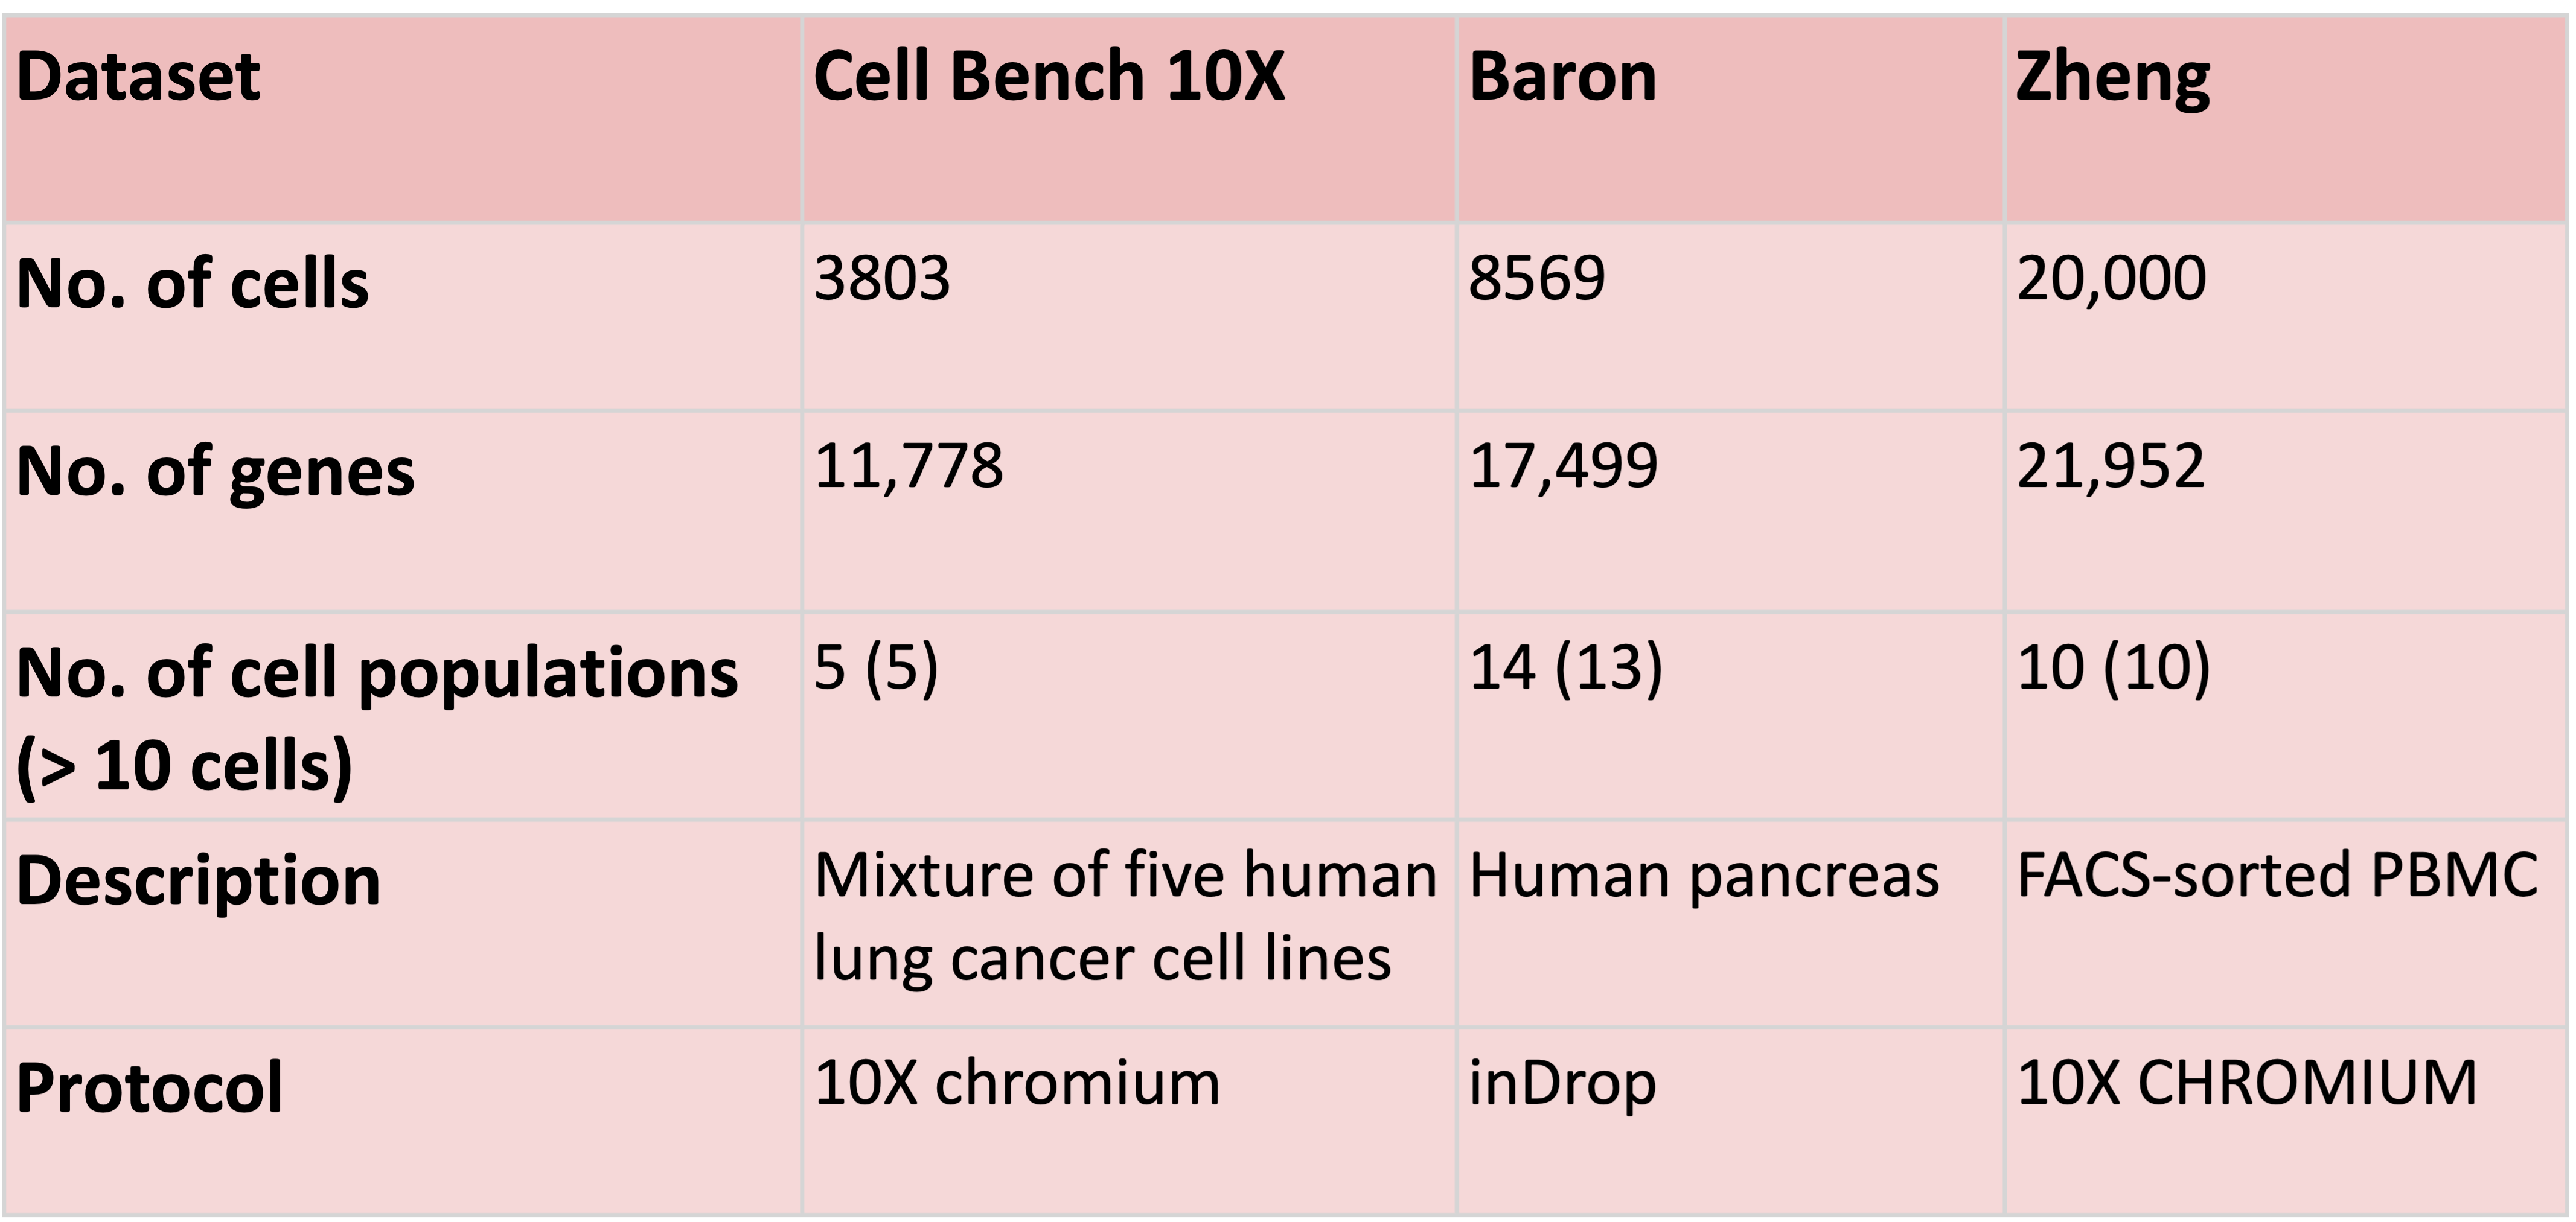 Dataset Cell Bench 10X Baron Zheng
No. of cells 3803 8569 20,000
No. of genes 11,778 17,499 21,952
No. of cell populations 5 (5) 14 (13) 10 (10)
(> 10 cells)
Description Mixture of five human Human pancreas FACS-sorted PBMC
lung cancer cell lines
Protocol 10X chromium inDrop 10X CHROMIUM